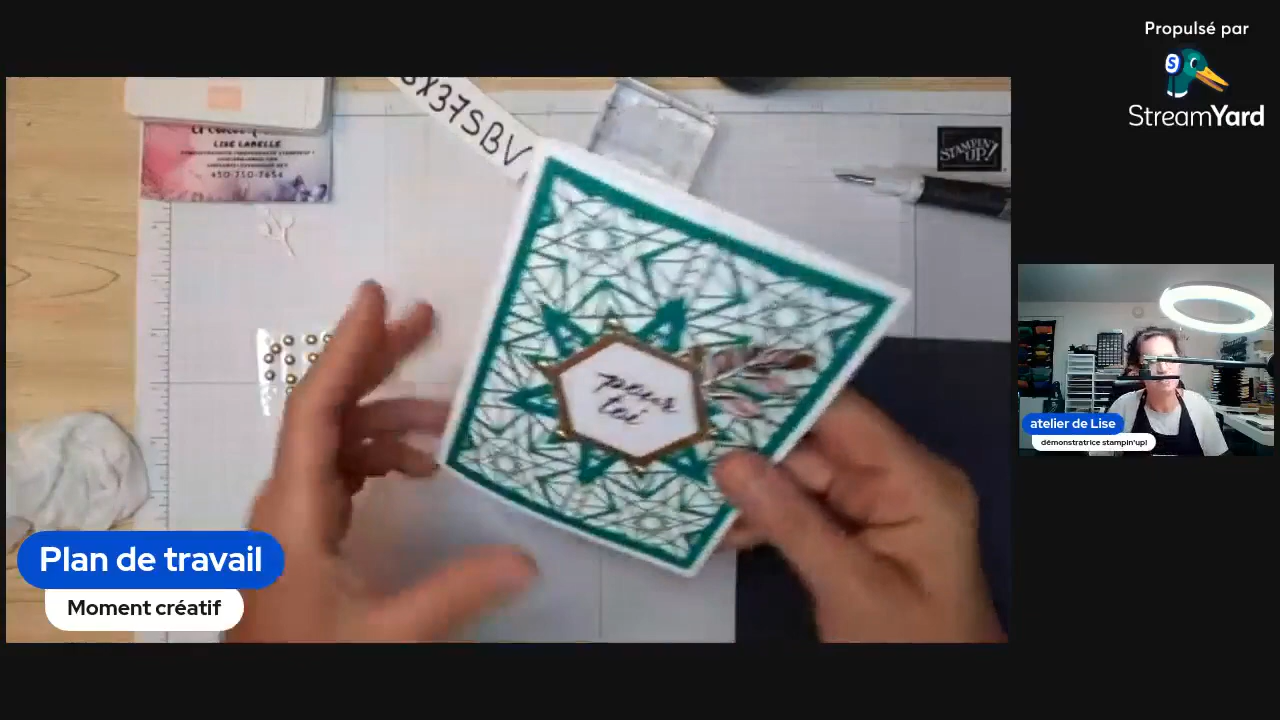 Propulsé par
StreamYard
LISE LABELLE
450-750-7654
X37SBV
STAMPIN' UP!
pour
toi
atelier de Lise
démonstratrice stampin'up!
Plan de travail
Moment créatif